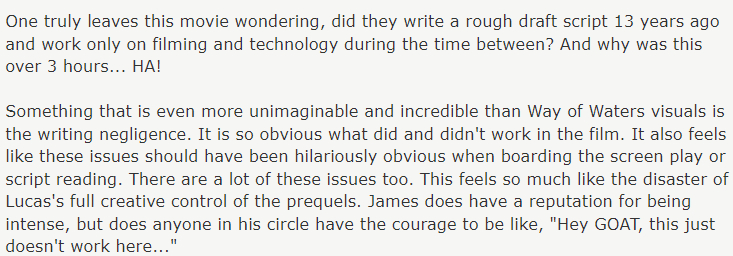 One truly leaves this movie wondering, did they write a rough draft script 13 years ago
and work only on filming and technology during the time between? And why was this
over 3 hours... HA!
Something that is even more unimaginable and incredible than Way of Waters visuals is
the writing negligence. It is so obvious what did and didn't work in the film. It also feels
like these issues should have been hilariously obvious when boarding the screen play or
script reading. There are a lot of these issues too. This feels so much like the disaster of
Lucas's full creative control of the prequels. James does have a reputation for being
intense, but does anyone in his circle have the courage to be like, "Hey GOAT, this just
doesn't work here..."